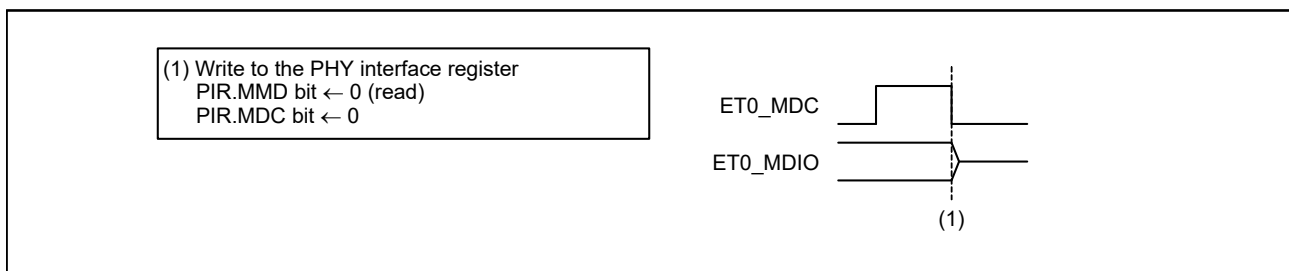 (1) Write to the PHY interface register
PIR.MMD bit ← 0 (read)
PIR.MDC bit ← 0
ET0_MDC
ET0_MDIO
(1)